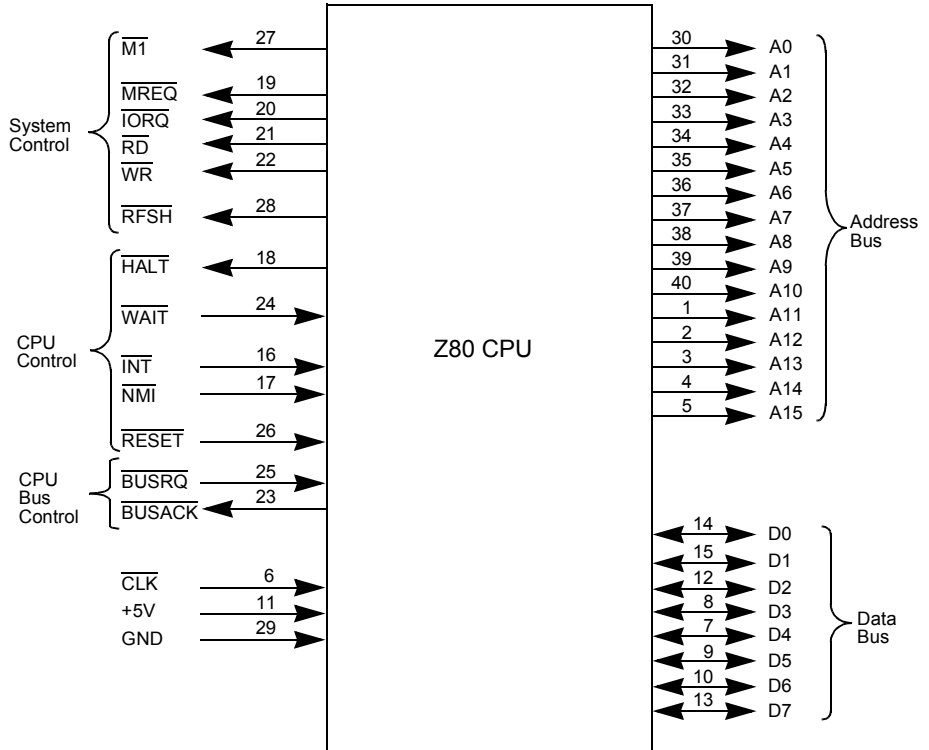 27
M1
19
MREQ
20
IORQ
21
RD
22
WR
28
RFSH
System
Control
18
HALT
24
WAIT
16
INT
17
NMI
26
RESET
CPU
Control
25
BUSRQ
23
BUSACK
CPU
Bus
Control
6
CLK
11
+5V
29
GND
Z80 CPU
30 A0
31 A1
32 A2
33 A3
34 A4
35 A5
36 A6
37 A7
38 A8
39 A9
40 A10
1 A11
2 A12
3 A13
4 A14
5 A15
Address
Bus
14 D0
15 D1
12 D2
8 D3
7 D4
9 D5
10 D6
13 D7
Data
Bus